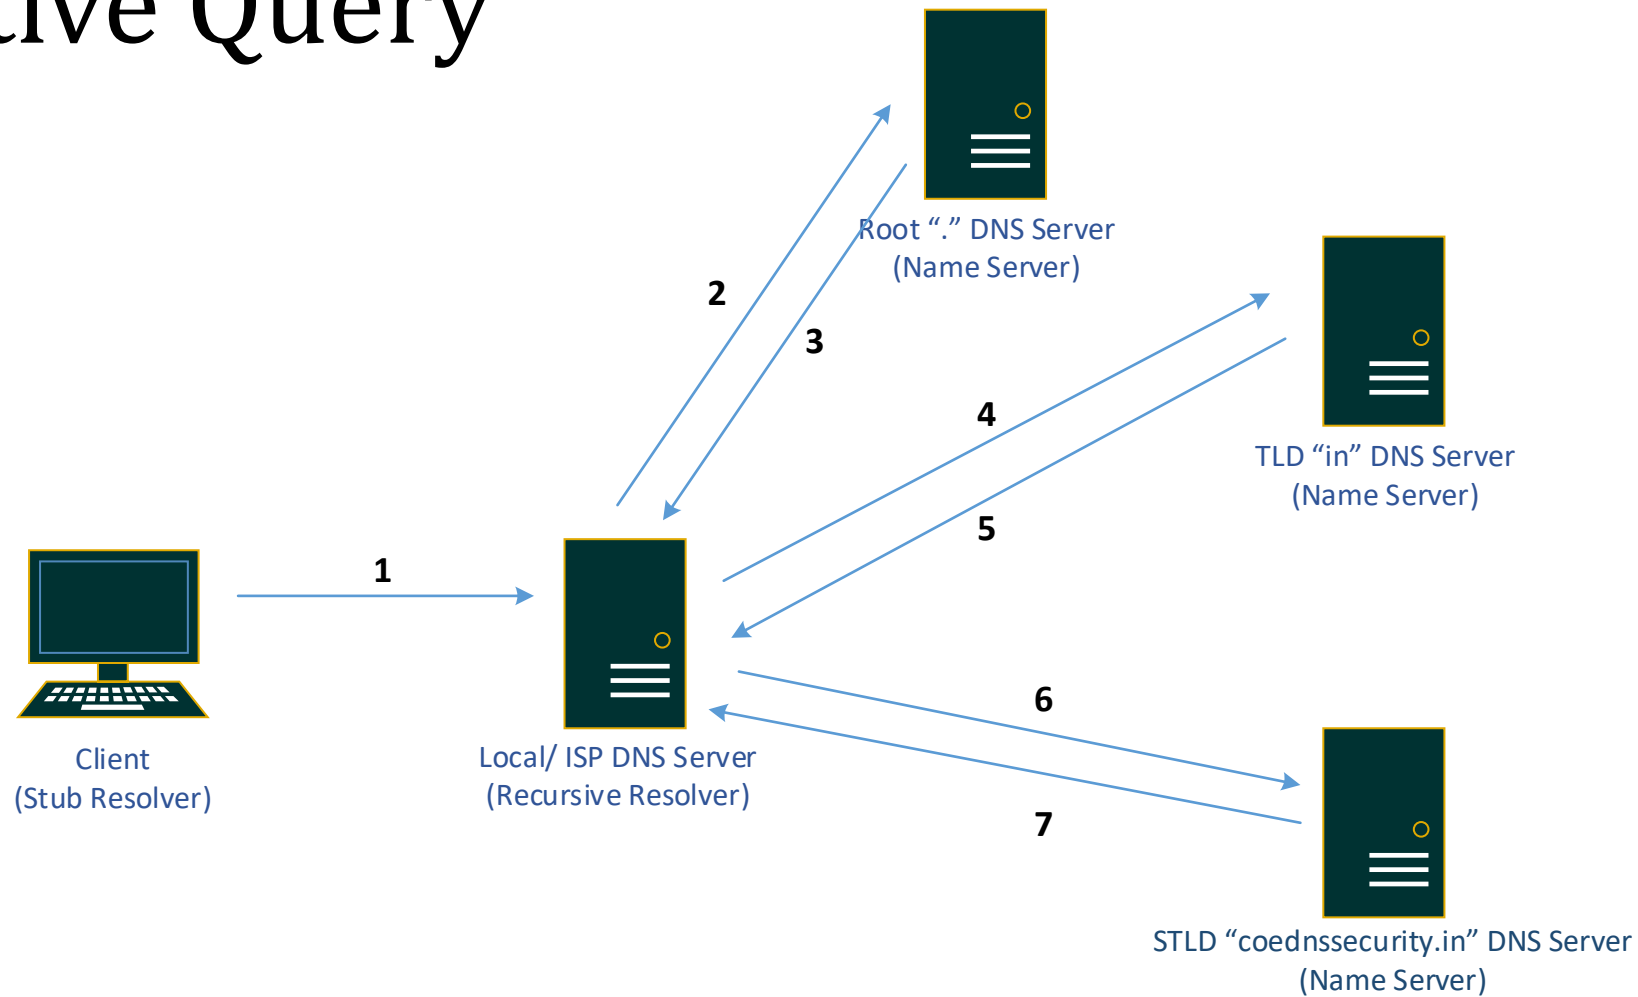 tive Query
Root “.” DNS Server
(Name Server)
2
3
TLD “in” DNS Server
(Name Server)
4
5
1
Client
(Stub Resolver)
Local/ ISP DNS Server
(Recursive Resolver)
6
7
STLD “coednssecurity.in” DNS Server
(Name Server)